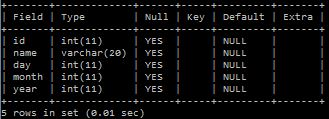 +-------+-------------+------+-----+---------+-------+
| Field | Type        | Null | Key | Default | Extra |
+-------+-------------+------+-----+---------+-------+
| id    | int(11)     | YES  |     | NULL    |       |
| name  | varchar(20) | YES  |     | NULL    |       |
| day   | int(11)     | YES  |     | NULL    |       |
| month | int(11)     | YES  |     | NULL    |       |
| year  | int(11)     | YES  |     | NULL    |       |
+-------+-------------+------+-----+---------+-------+
5 rows in set (0.01 sec)